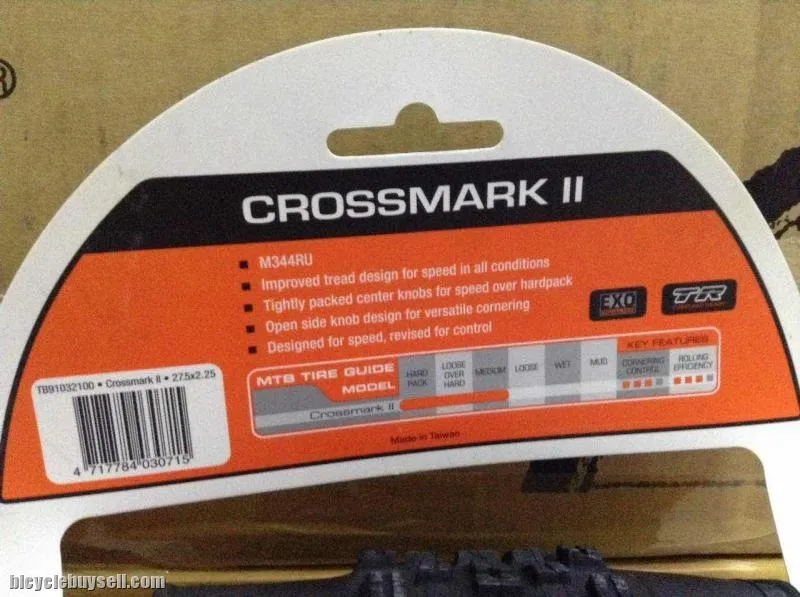 ®
CROSSMARK II
M344RU
Improved tread design for speed in all conditions
Tightly packed center knobs for speed over hardpack
Open side knob design for versatile cornering
Designed for speed, revised for control
EXO
TR
MTB TIRE GUIDE
MODEL
HARD PACK
LOOSE OVER HARD
MEDIUM
LOOSE
WET
MUD
KEY FEATURES
CORNERING CONTROL
ROLLING EFFICIENCY
Crossmark II
Made in Taiwan
TB91032100 • Crossmark II • 27.5x2.25
4 717784 030715
bicyclebuysell.com